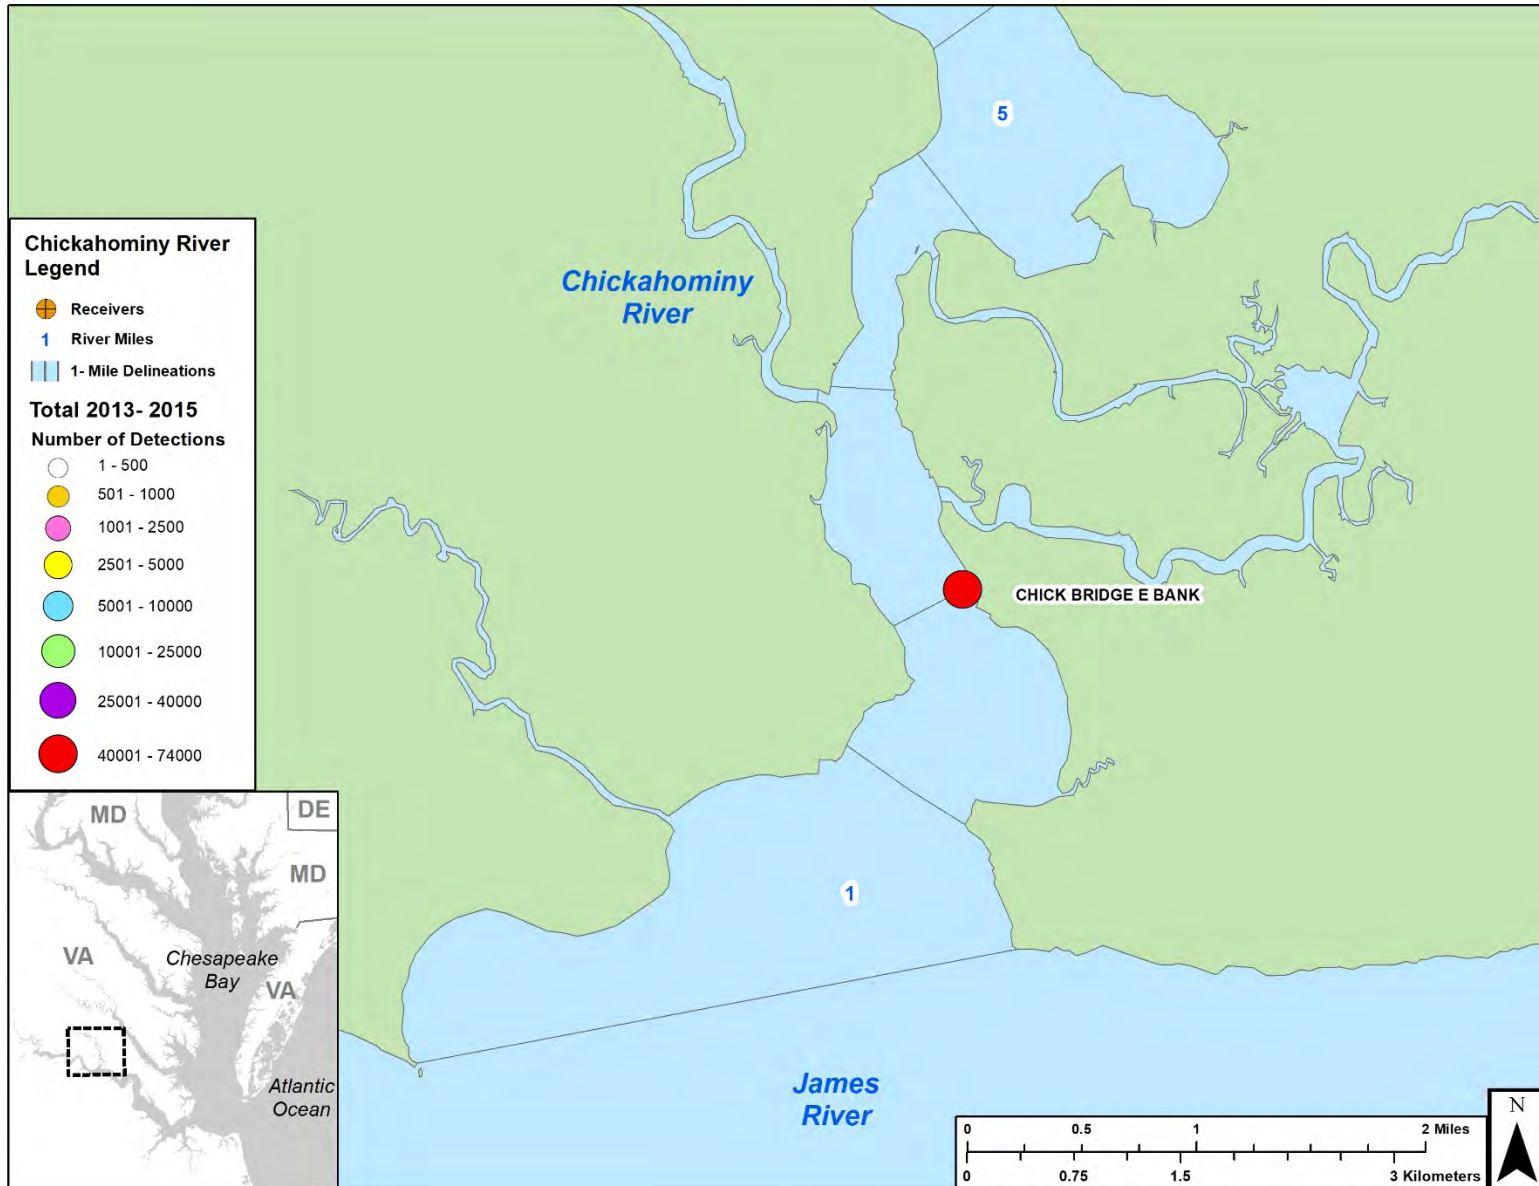 5
Chickahominy
River
Chickahominy River
Legend
Receivers
1 River Miles
1- Mile Delineations
Total 2013- 2015
Number of Detections
1 - 500
501 - 1000
1001 - 2500
2501 - 5000
5001 - 10000
10001 - 25000
25001 - 40000
40001 - 74000
CHICK BRIDGE E BANK
1
James
River
MD
DE
MD
VA
Chesapeake
Bay
VA
Atlantic
Ocean
0 0.5 1 2 Miles
0 0.75 1.5 3 Kilometers
N